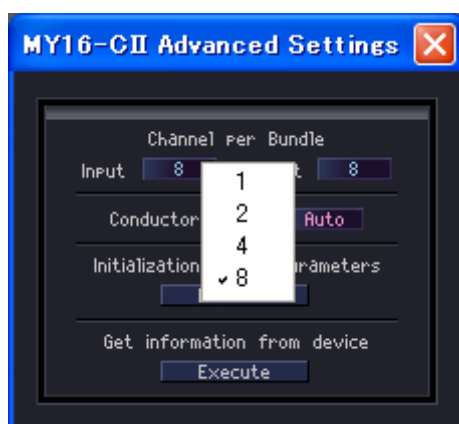 MY16-CII Advanced Settings
Channel per Bundle
Input 8 8
1
2
4
✓8
Conductor Auto
Initialization rameters
Get information from device
Execute